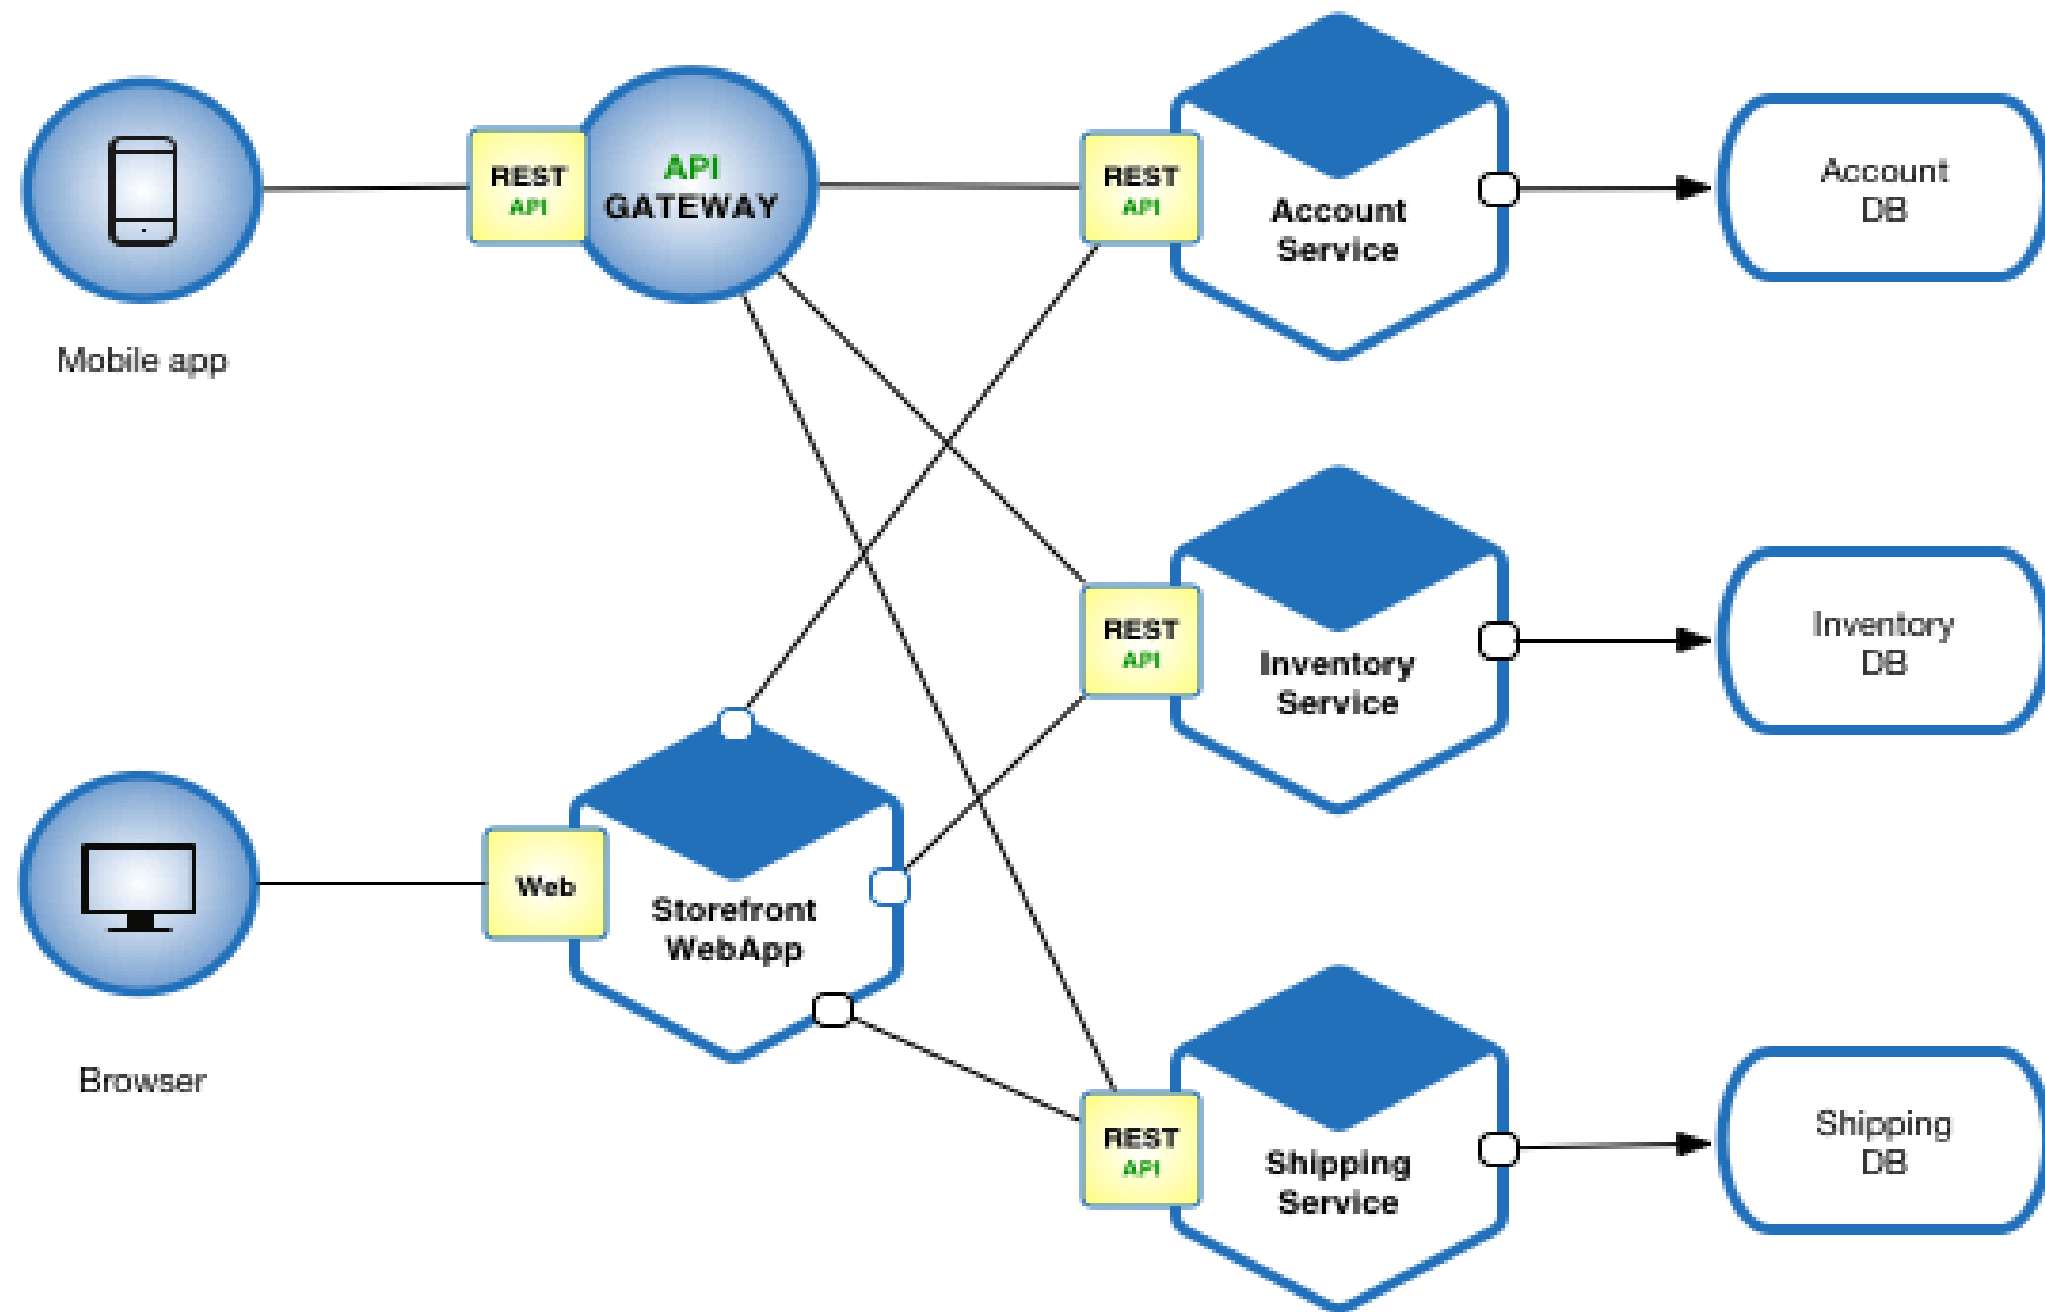 Mobile app
REST
API
API
GATEWAY
REST
API
Account
Service
Account
DB
REST
API
Inventory
Service
Inventory
DB
Browser
Web
Storefront
WebApp
REST
API
Shipping
Service
Shipping
DB